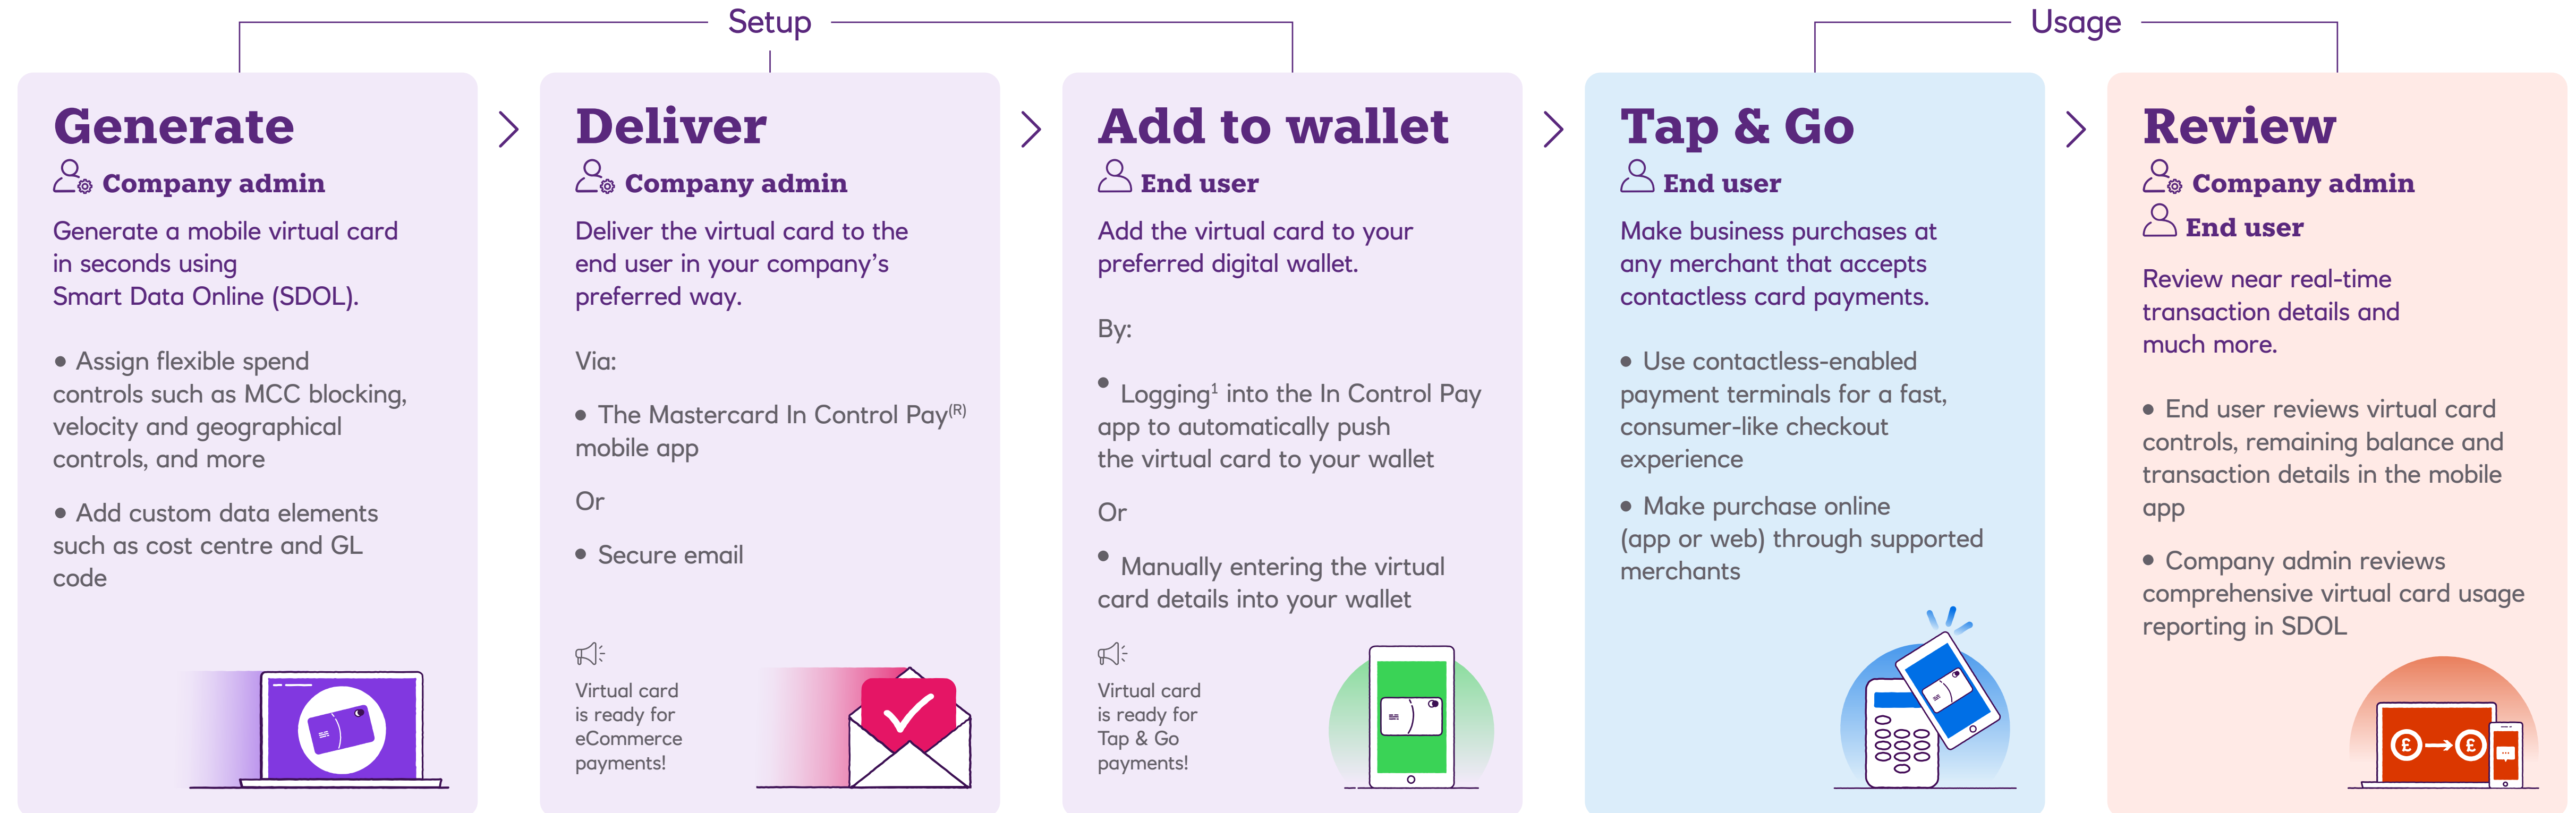 Setup
Usage
Generate
Company admin
Generate a mobile virtual card
in seconds using
Smart Data Online (SDOL).
• Assign flexible spend
controls such as MCC blocking,
velocity and geographical
controls, and more
• Add custom data elements
such as cost centre and GL
code
Deliver
Company admin
Deliver the virtual card to the
end user in your company’s
preferred way.
Via:
• The Mastercard In Control Pay(R)
mobile app
Or
• Secure email
Virtual card
is ready for
eCommerce
payments!
Add to wallet
End user
Add the virtual card to your
preferred digital wallet.
By:
• Logging1 into the In Control Pay
app to automatically push
the virtual card to your wallet
Or
• Manually entering the virtual
card details into your wallet
Virtual card
is ready for
Tap & Go
payments!
Tap & Go
End user
Make business purchases at
any merchant that accepts
contactless card payments.
• Use contactless-enabled
payment terminals for a fast,
consumer-like checkout
experience
• Make purchase online
(app or web) through supported
merchants
Review
Company admin
End user
Review near real-time
transaction details and
much more.
• End user reviews virtual card
controls, remaining balance and
transaction details in the mobile
app
• Company admin reviews
comprehensive virtual card usage
reporting in SDOL
£ £